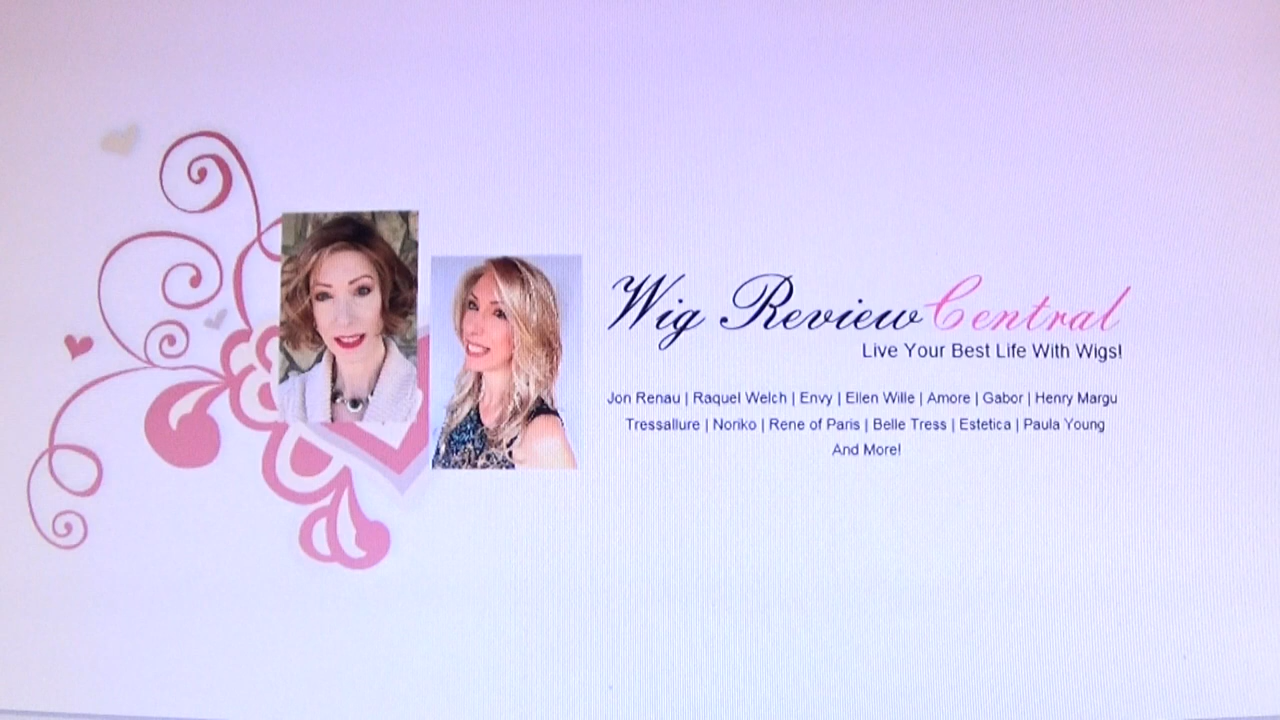 Wig Review Central
Live Your Best Life With Wigs!
Jon Renau | Raquel Welch | Envy | Ellen Wille | Amore | Gabor | Henry Margu
Tressallure | Noriko | Rene of Paris | Belle Tress | Estetica | Paula Young
And More!